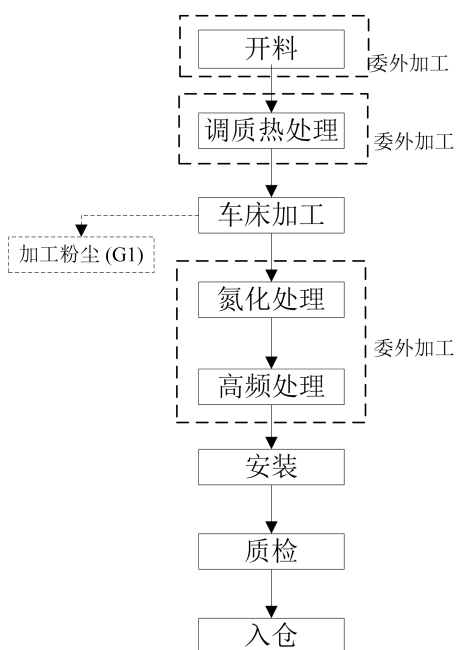 开料
委外加工
调质热处理
委外加工
车床加工
加工粉尘(G1)
氮化处理
委外加工
高频处理
安装
质检
入仓